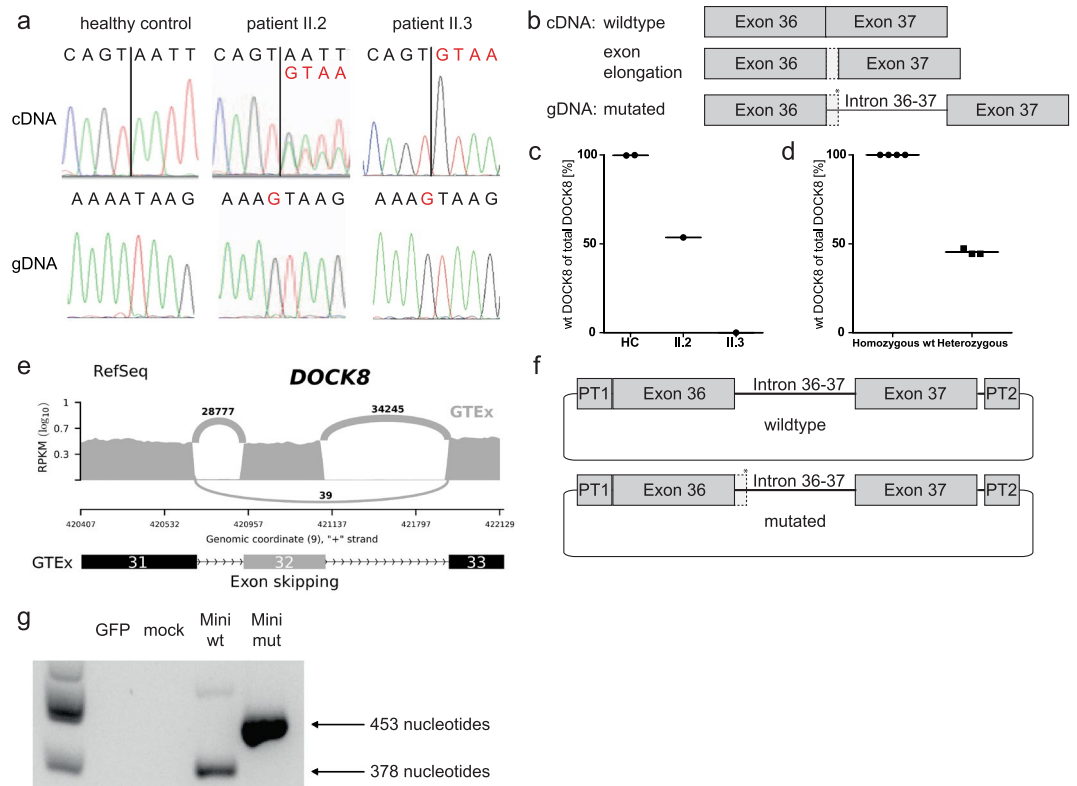 a
healthy control
patient II.2
patient II.3
C A G T A A T T
C A G T A A T T
G T A A
C A G T G T A A
cDNA
A A A A T A A G
A A A G T A A G
A A A G T A A G
gDNA
b
cDNA: wildtype
Exon 36
Exon 37
exon
elongation
Exon 36
Exon 37
gDNA: mutated
Exon 36
*
Intron 36-37
Exon 37
c
wt DOCK8 of total DOCK8 [%]
100
50
0
HC
II.2
II.3
d
wt DOCK8 of total DOCK8 [%]
100
50
0
Homozygous wt
Heterozygous
e
RefSeq
DOCK8
GTEx
RPKM (log10)
1
0.7
0.3
28777
34245
39
420407
420532
420957
421137
421797
422129
Genomic coordinate (9), "+" strand
GTEx
31
32
33
Exon skipping
f
PT1
Exon 36
Intron 36-37
Exon 37
PT2
wildtype
PT1
Exon 36
*
Intron 36-37
Exon 37
PT2
mutated
g
GFP
mock
Mini
wt
Mini
mut
453 nucleotides
378 nucleotides